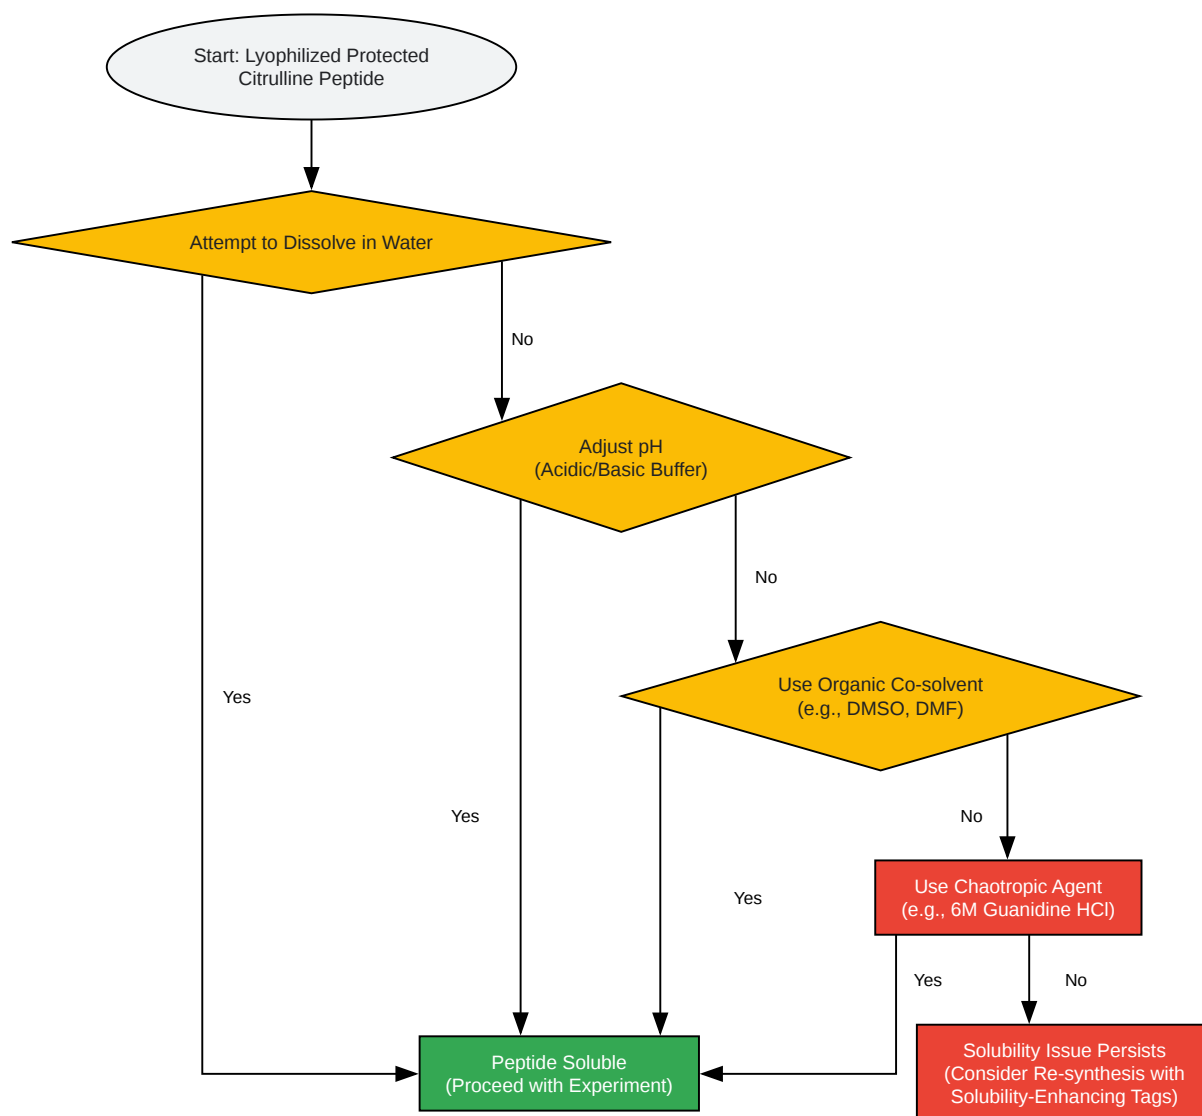 Start: Lyophilized Protected
Citrulline Peptide
Attempt to Dissolve in Water
No
Adjust pH
(Acidic/Basic Buffer)
No
Use Organic Co-solvent
(e.g., DMSO, DMF)
Yes
Yes
No
Yes
Use Chaotropic Agent
(e.g., 6M Guanidine HCl)
Yes
No
Peptide Soluble
(Proceed with Experiment)
Solubility Issue Persists
(Consider Re-synthesis with
Solubility-Enhancing Tags)